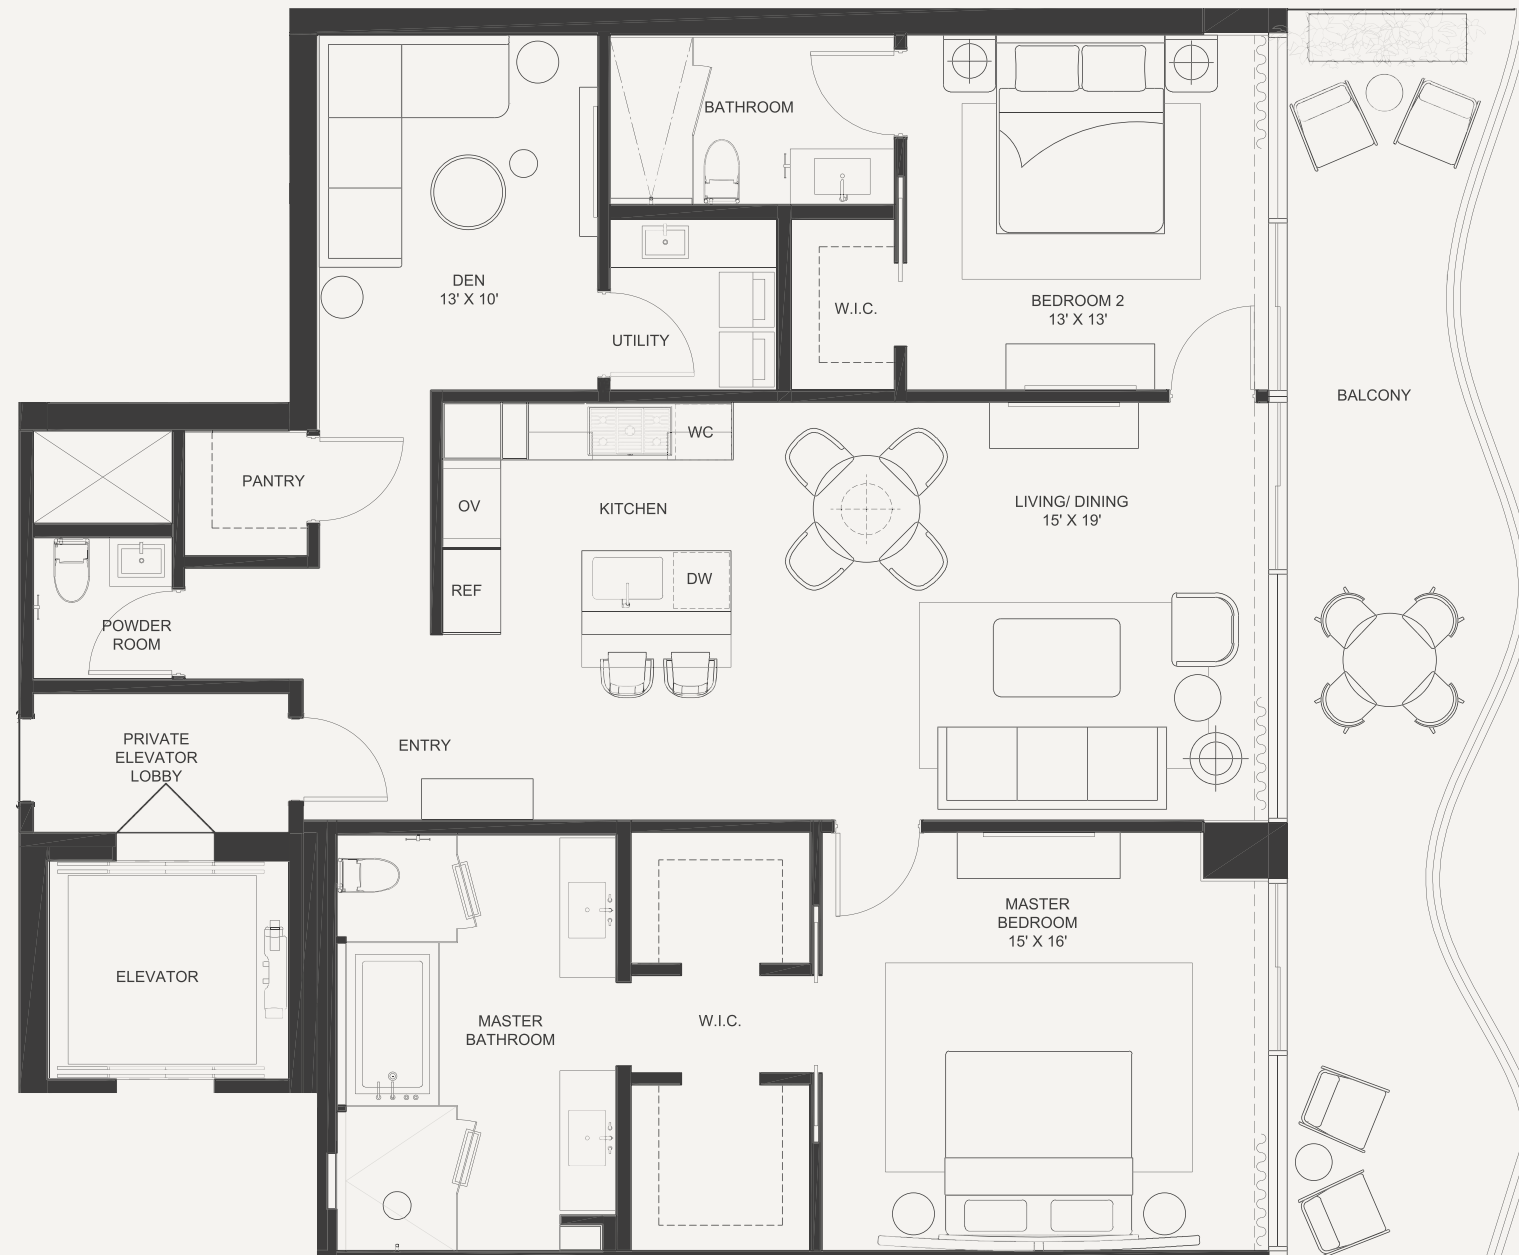 BATHROOM
DEN
13' X 10'
BEDROOM 2
13' X 13'
W.I.C.
UTILITY
BALCONY
WC
PANTRY
OV
KITCHEN
LIVING/ DINING
15' X 19'
REF
DW
POWDER
ROOM
PRIVATE
ELEVATOR
LOBBY
ENTRY
MASTER
BEDROOM
15' X 16'
ELEVATOR
MASTER
BATHROOM
W.I.C.